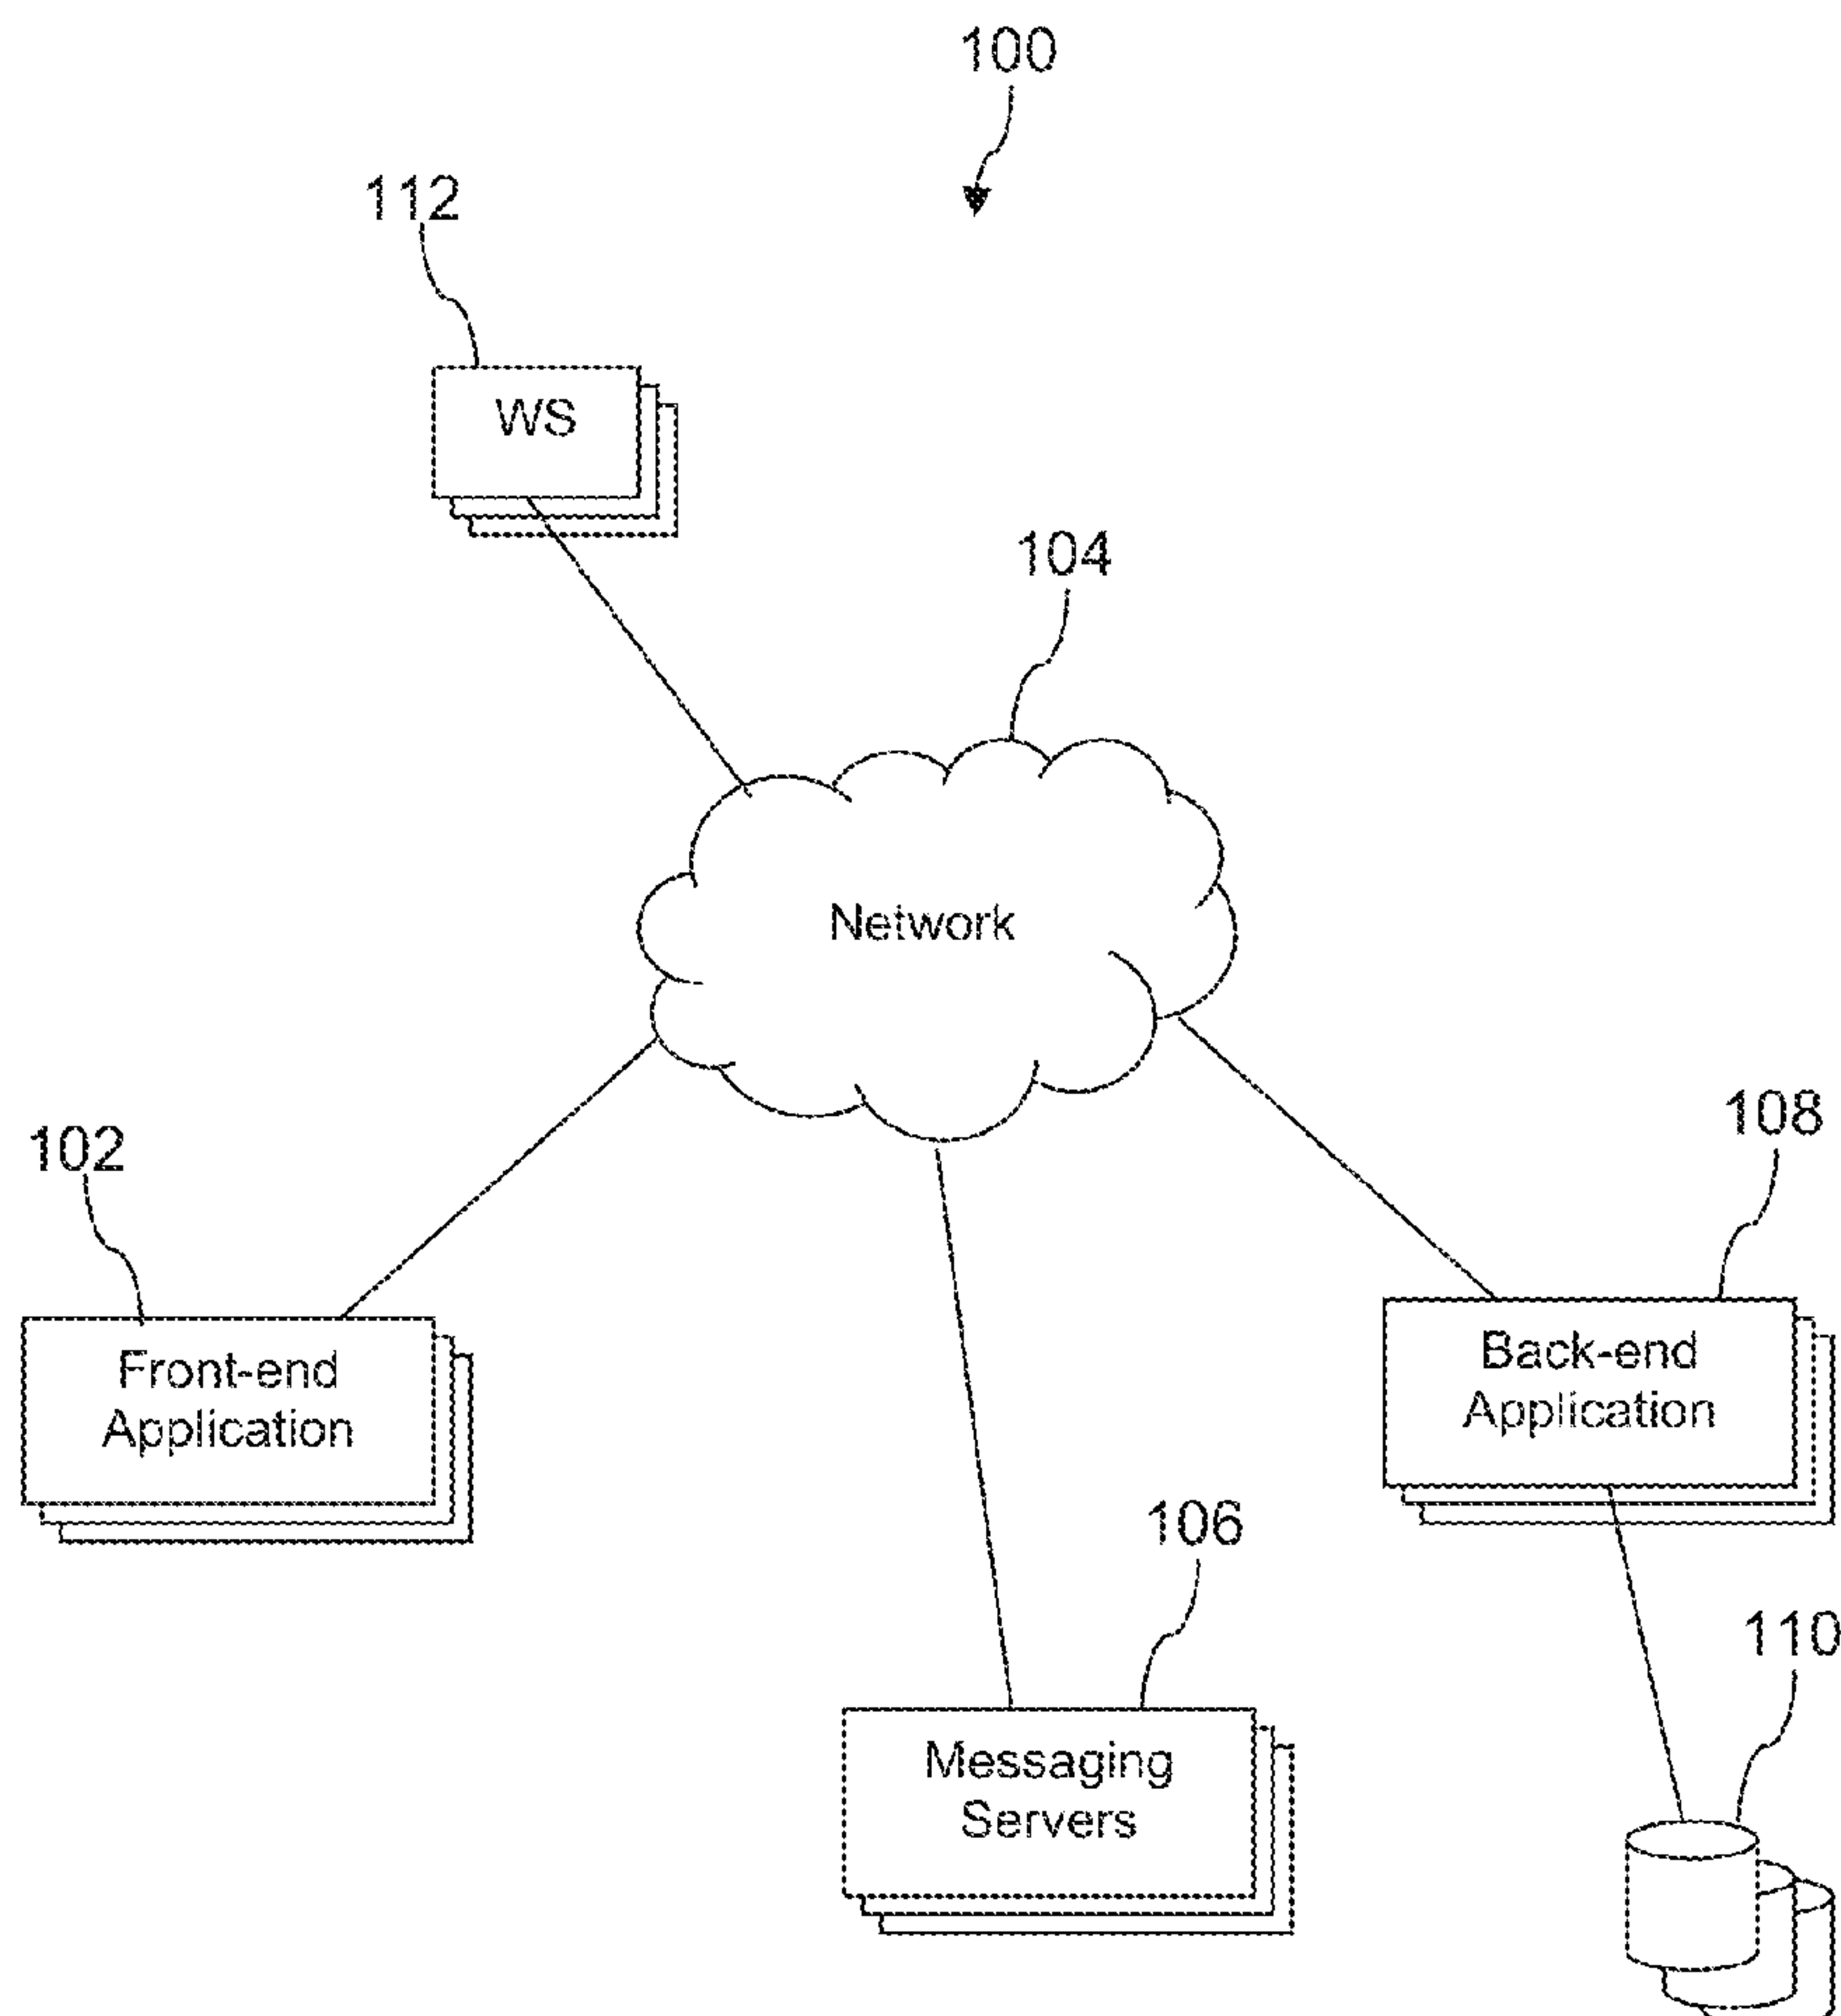 100
112
WS
104
Network
108
102
Back-end
Application
Front-end
Application
106
110
Messaging
Servers